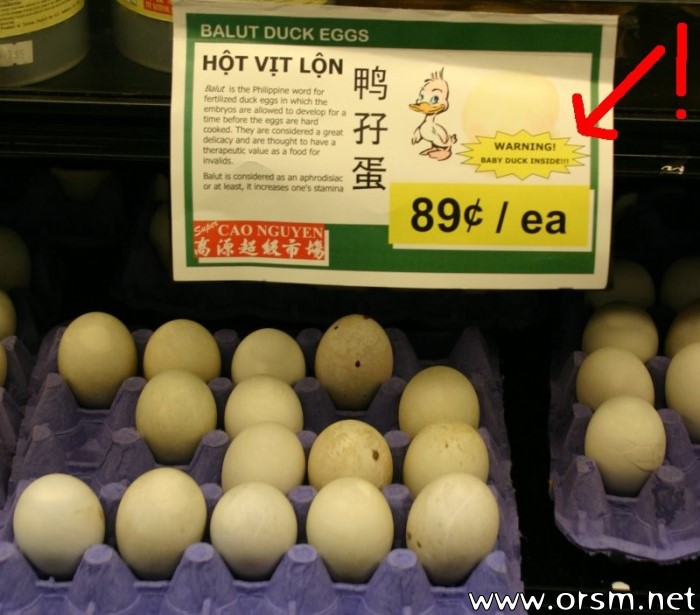 BALUT DUCK EGGS
HỘT VỊT LỘN
Balut is the Philippine word for
fertilized duck eggs in which the
embryos are allowed to develop for a
time before the eggs are hard
cooked. They are considered a great
delicacy and are thought to have a
therapeutic value as a food for
invalids.
Balut is considered as an aphrodisiac
or at least, it increases one's stamina
鸭
孖
蛋
!
WARNING!
BABY DUCK INSIDE!!!
89¢ / ea
Super CAO NGUYEN
高源超級市場
www.orsm.net